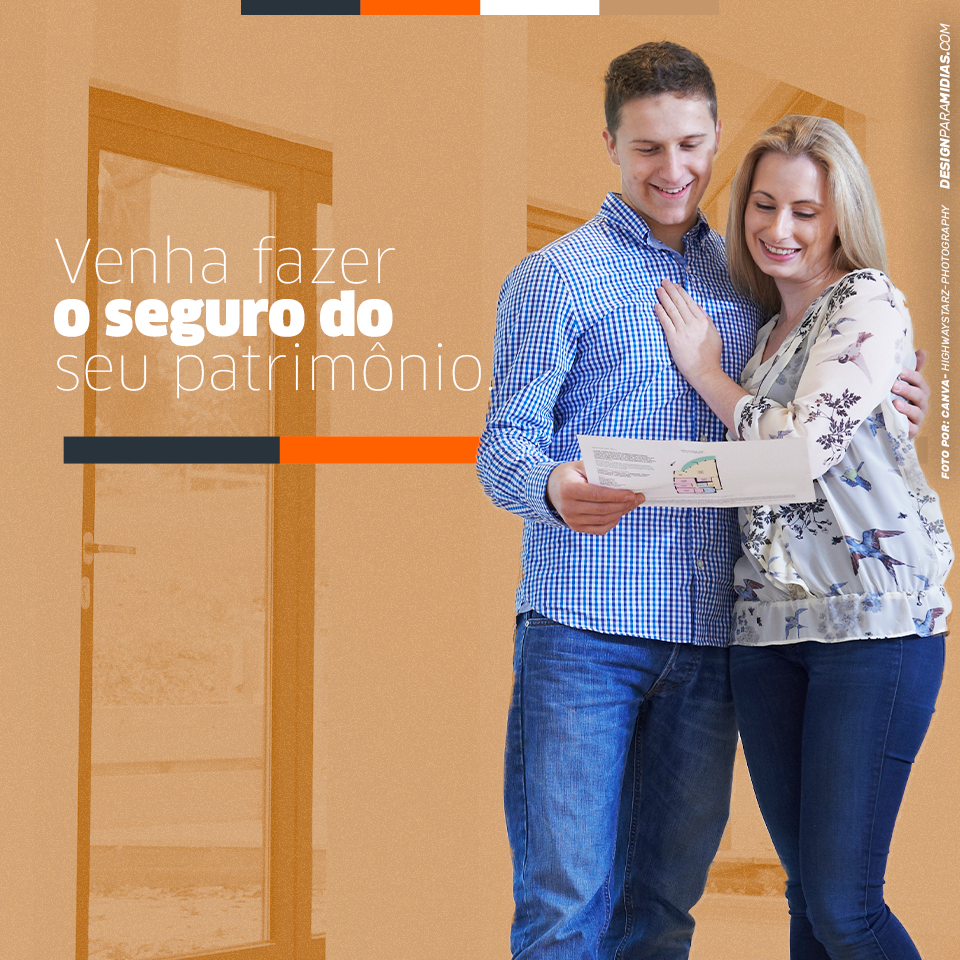 Venha fazer
o seguro do
seu patrimônio.
FOTO POR: CANVA- HIGHWAYSTARZ- PHOTOGRAPHY DESIGNPARAMIDIAS.COM